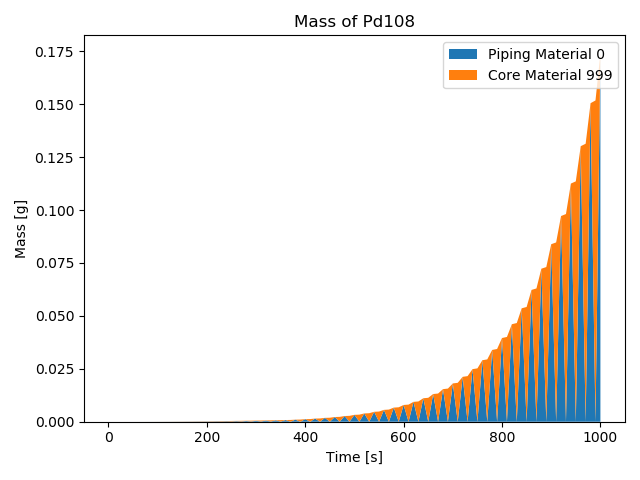 Mass of Pd108
Piping Material 0
Core Material 999
0.175
0.150
0.125
0.100
0.075
0.050
0.025
0.000
Mass [g]
0 200 400 600 800 1000
Time [s]